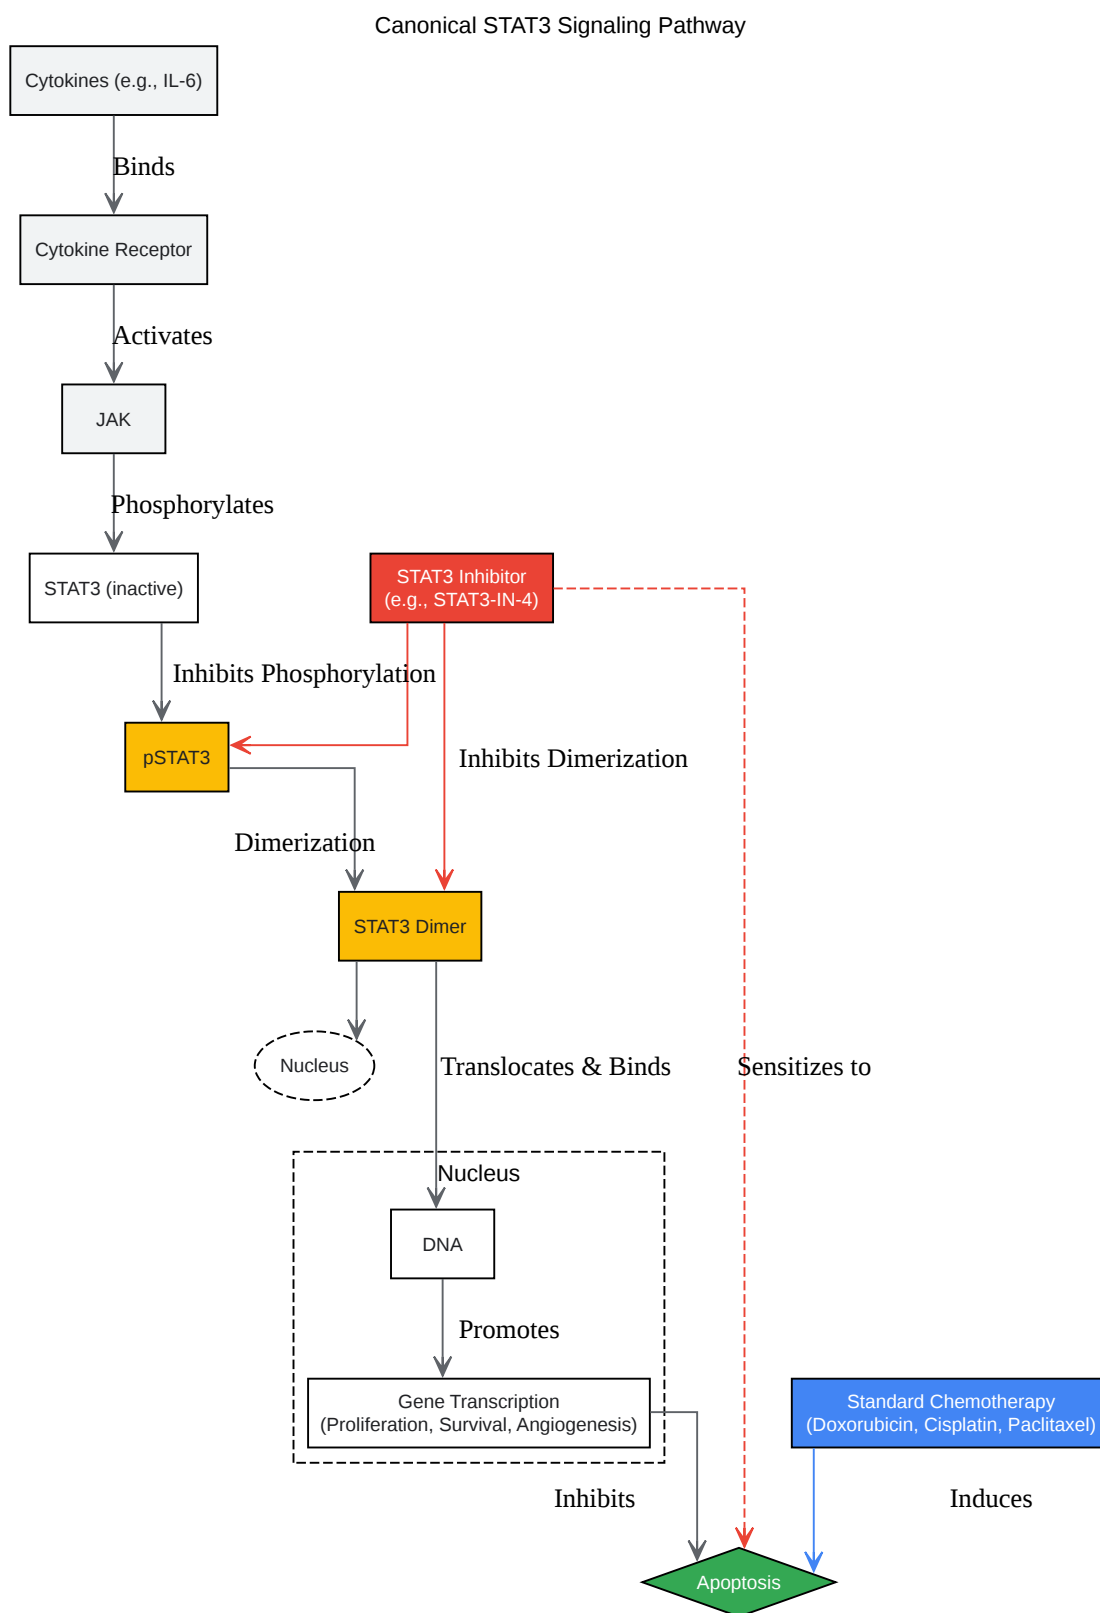 Canonical STAT3 Signaling Pathway
Cytokines (e.g., IL-6)
Binds
Cytokine Receptor
Activates
JAK
Phosphorylates
STAT3 (inactive)
STAT3 Inhibitor
(e.g., STAT3-IN-4)
Inhibits Phosphorylation
pSTAT3
Inhibits Dimerization
Dimerization
STAT3 Dimer
Nucleus
Translocates & Binds
Sensitizes to
Nucleus
DNA
Promotes
Gene Transcription
(Proliferation, Survival, Angiogenesis)
Standard Chemotherapy
(Doxorubicin, Cisplatin, Paclitaxel)
Inhibits
Induces
Apoptosis